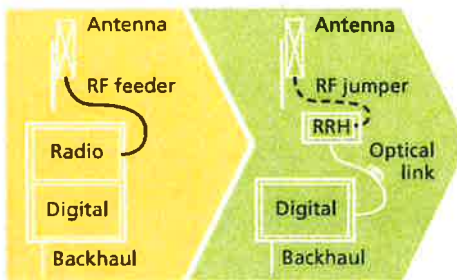 Antenna
RF feeder
Radio
Digital
Backhaul
Antenna
RF jumper
RRH
Optical
link
Digital
Backhaul